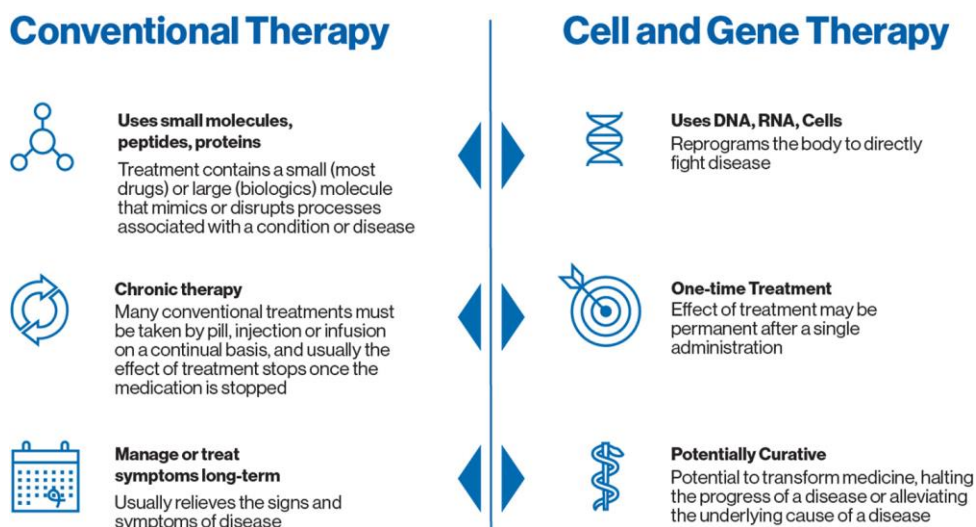 Conventional Therapy
Uses small molecules,
peptides, proteins
Treatment contains a small (most
drugs) or large (biologics) molecule
that mimics or disrupts processes
associated with a condition or disease
Chronic therapy
Many conventional treatments must
be taken by pill, injection or infusion
on a continual basis, and usually the
effect of treatment stops once the
medication is stopped
Manage or treat
symptoms long-term
Usually relieves the signs and
symptoms of disease
Cell and Gene Therapy
Uses DNA, RNA, Cells
Reprograms the body to directly
fight disease
One-time Treatment
Effect of treatment may be
permanent after a single
administration
Potentially Curative
Potential to transform medicine, halting
the progress of a disease or alleviating
the underlying cause of a disease